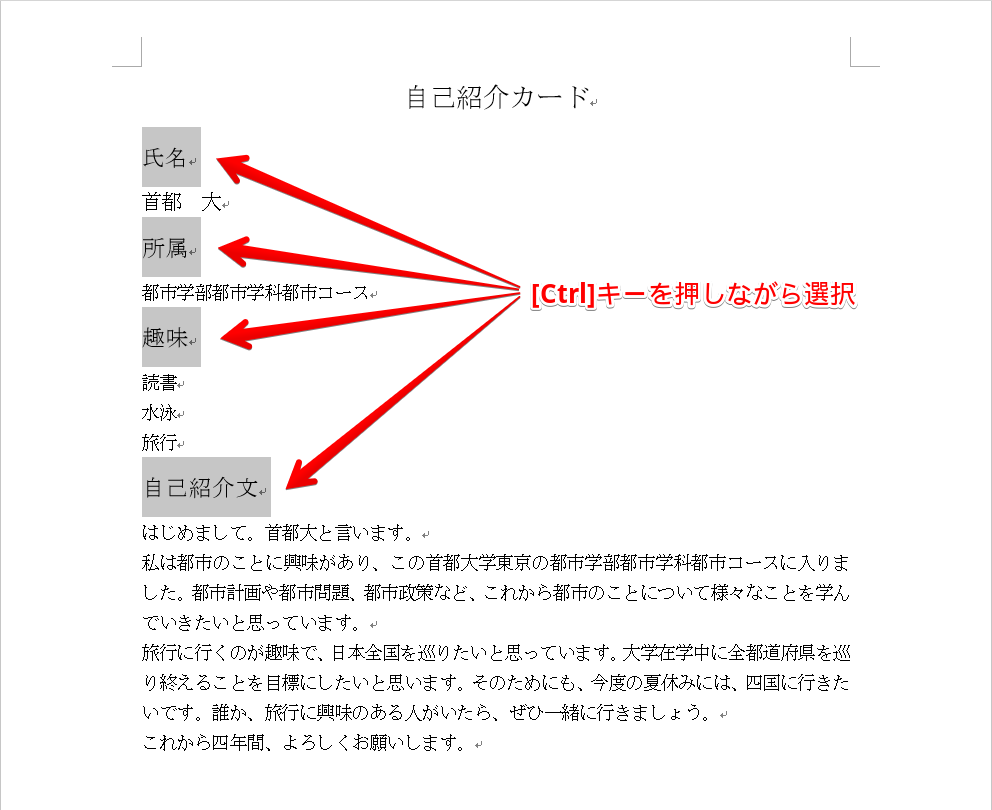 自己紹介カード
氏名
首都　大
所属
都市学部都市学科都市コース
[Ctrl]キーを押しながら選択
趣味
読書
水泳
旅行
自己紹介文
はじめまして。首都大と言います。
私は都市のことに興味があり、この首都大学東京の都市学部都市学科都市コースに入りま
した。都市計画や都市問題、都市政策など、これから都市のことについて様々なことを学ん
でいきたいと思っています。
旅行に行くのが趣味で、日本全国を巡りたいと思っています。大学在学中に全都道府県を巡
り終えることを目標にしたいと思います。そのためにも、今度の夏休みには、四国に行きた
いです。誰か、旅行に興味のある人がいたら、ぜひ一緒に行きましょう。
これから四年間、よろしくお願いします。